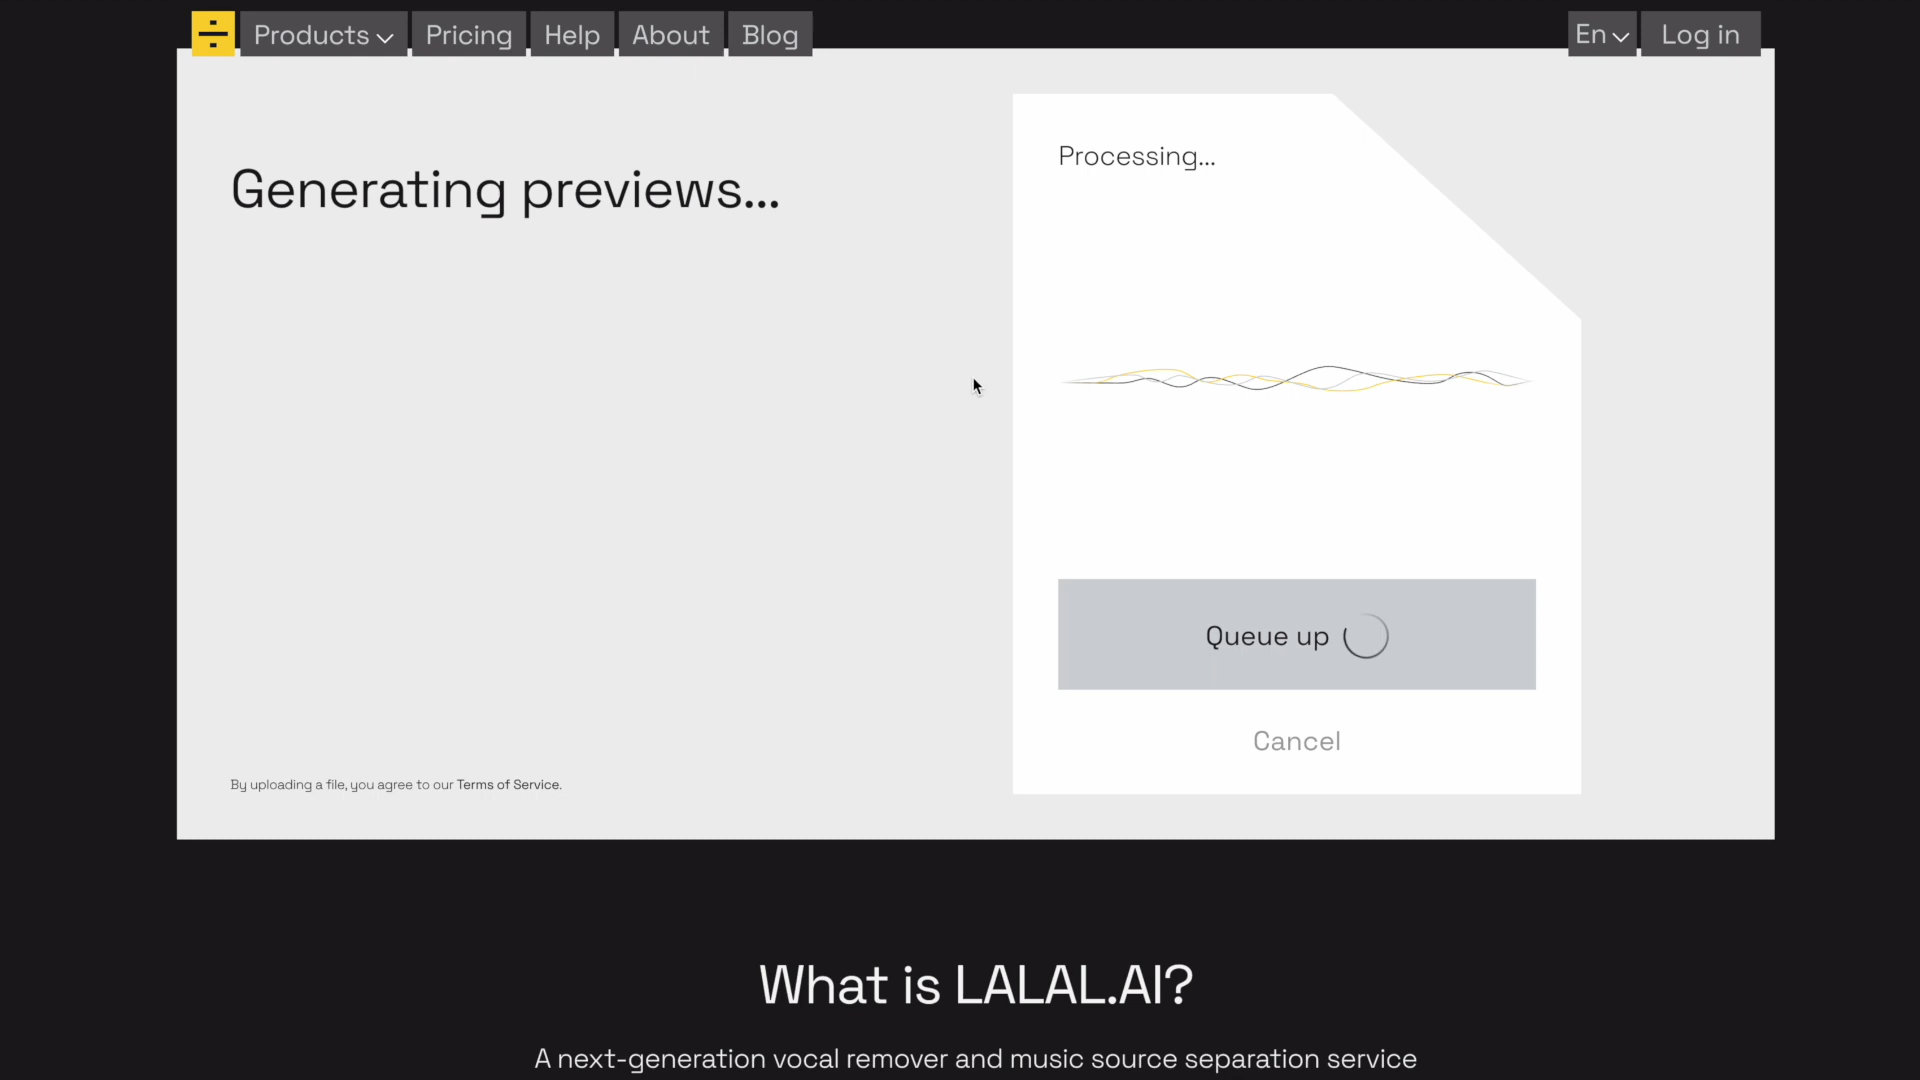 Products
Pricing
Help
About
Blog
En
Log in
Generating previews...
Processing...
Queue up
Cancel
By uploading a file, you agree to our Terms of Service.
What is LALAL.AI?
A next-generation vocal remover and music source separation service